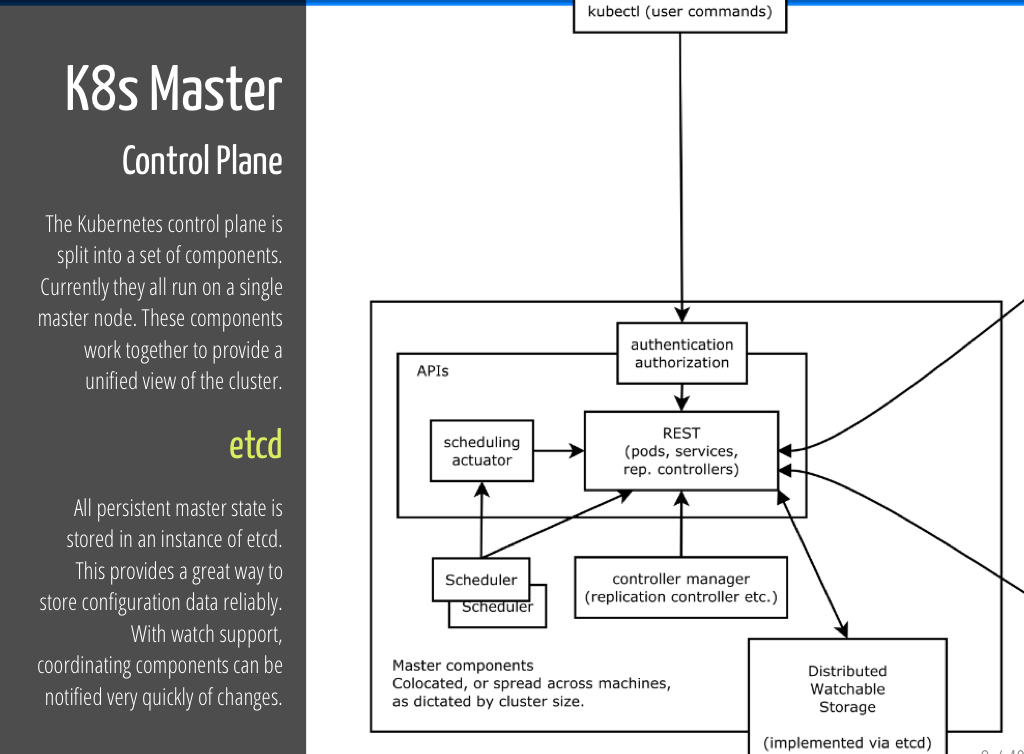 K8s Master
Control Plane
The Kubernetes control plane is
split into a set of components.
Currently they all run on a single
master node. These components
work together to provide a
unified view of the cluster.
etcd
All persistent master state is
stored in an instance of etcd.
This provides a great way to
store configuration data reliably.
With watch support,
coordinating components can be
notified very quickly of changes.
kubectl (user commands)
authentication
authorization
APIs
scheduling
actuator
REST
(pods, services,
rep. controllers)
Scheduler
Scheduler
controller manager
(replication controller etc.)
Master components
Colocated, or spread across machines,
as dictated by cluster size.
Distributed
Watchable
Storage
(implemented via etcd)